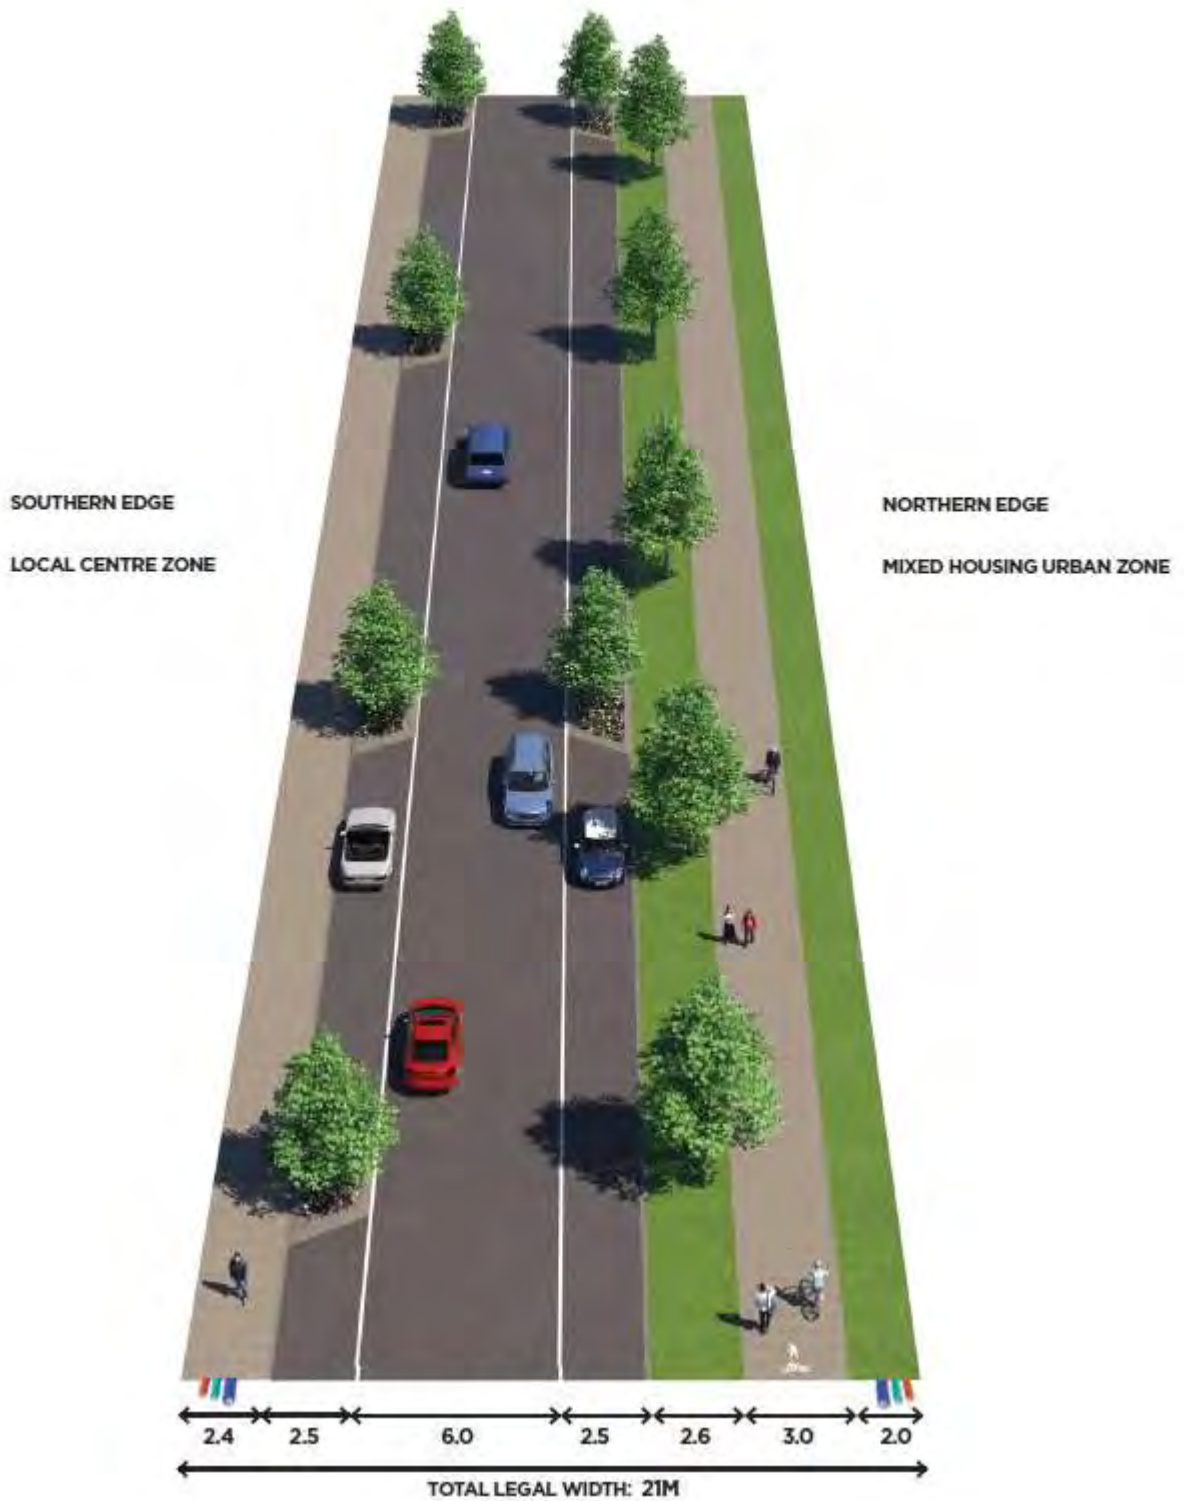 SOUTHERN EDGE
LOCAL CENTRE ZONE
NORTHERN EDGE
MIXED HOUSING URBAN ZONE
2.4 2.5 6.0 2.5 2.6 3.0 2.0
TOTAL LEGAL WIDTH: 21M